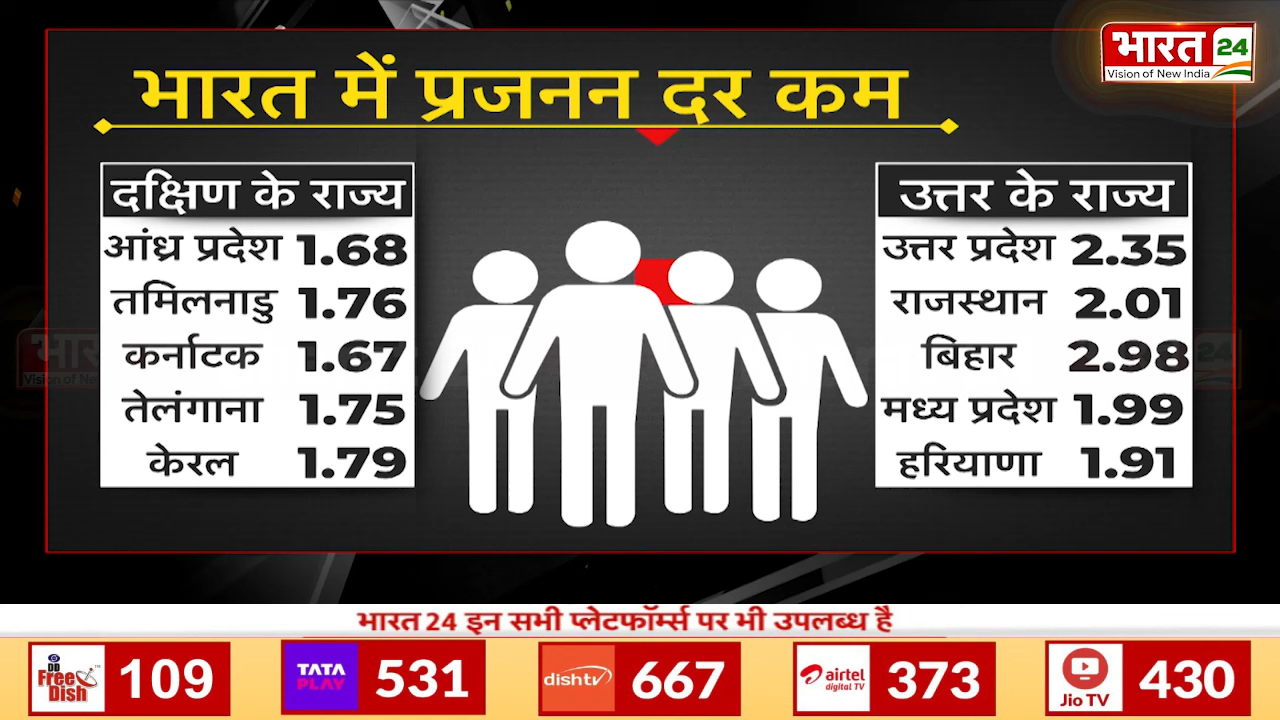 भारत 24
Vision of New India
भारत में प्रजनन दर कम
दक्षिण के राज्य
आंध्र प्रदेश 1.68
तमिलनाडु 1.76
कर्नाटक 1.67
तेलंगाना 1.75
केरल 1.79
उत्तर के राज्य
उत्तर प्रदेश 2.35
राजस्थान 2.01
बिहार 2.98
मध्य प्रदेश 1.99
हरियाणा 1.91
भारत 24 इन सभी प्लेटफॉर्म्स पर भी उपलब्ध है
DD Free Dish 109
TATA PLAY 531
dishtv 667
airtel digital TV 373
Jio TV 430